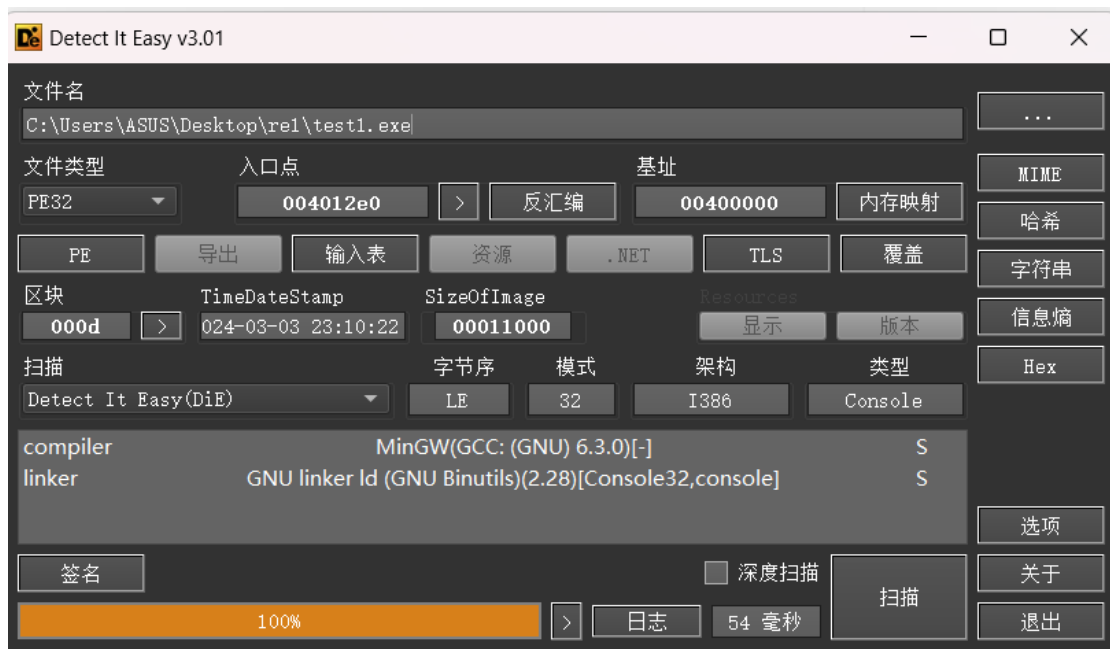 Detect It Easy v3.01
文件名
C:\Users\ASUS\Desktop\re1\test1.exe
...
文件类型 入口点 基址
PE32 004012e0 > 反汇编 00400000 内存映射
MIME
哈希
PE 导出 输入表 资源 .NET TLS 覆盖
字符串
区块 TimeDateStamp SizeOfImage Resources
000d > 024-03-03 23:10:22 00011000 显示 版本
信息熵
扫描 字节序 模式 架构 类型
Hex
Detect It Easy(DiE) LE 32 I386 Console
compiler MinGW(GCC: (GNU) 6.3.0)[-] S
linker GNU linker ld (GNU Binutils)(2.28)[Console32,console] S
选项
签名 深度扫描 扫描 关于
100% > 日志 54 毫秒 退出